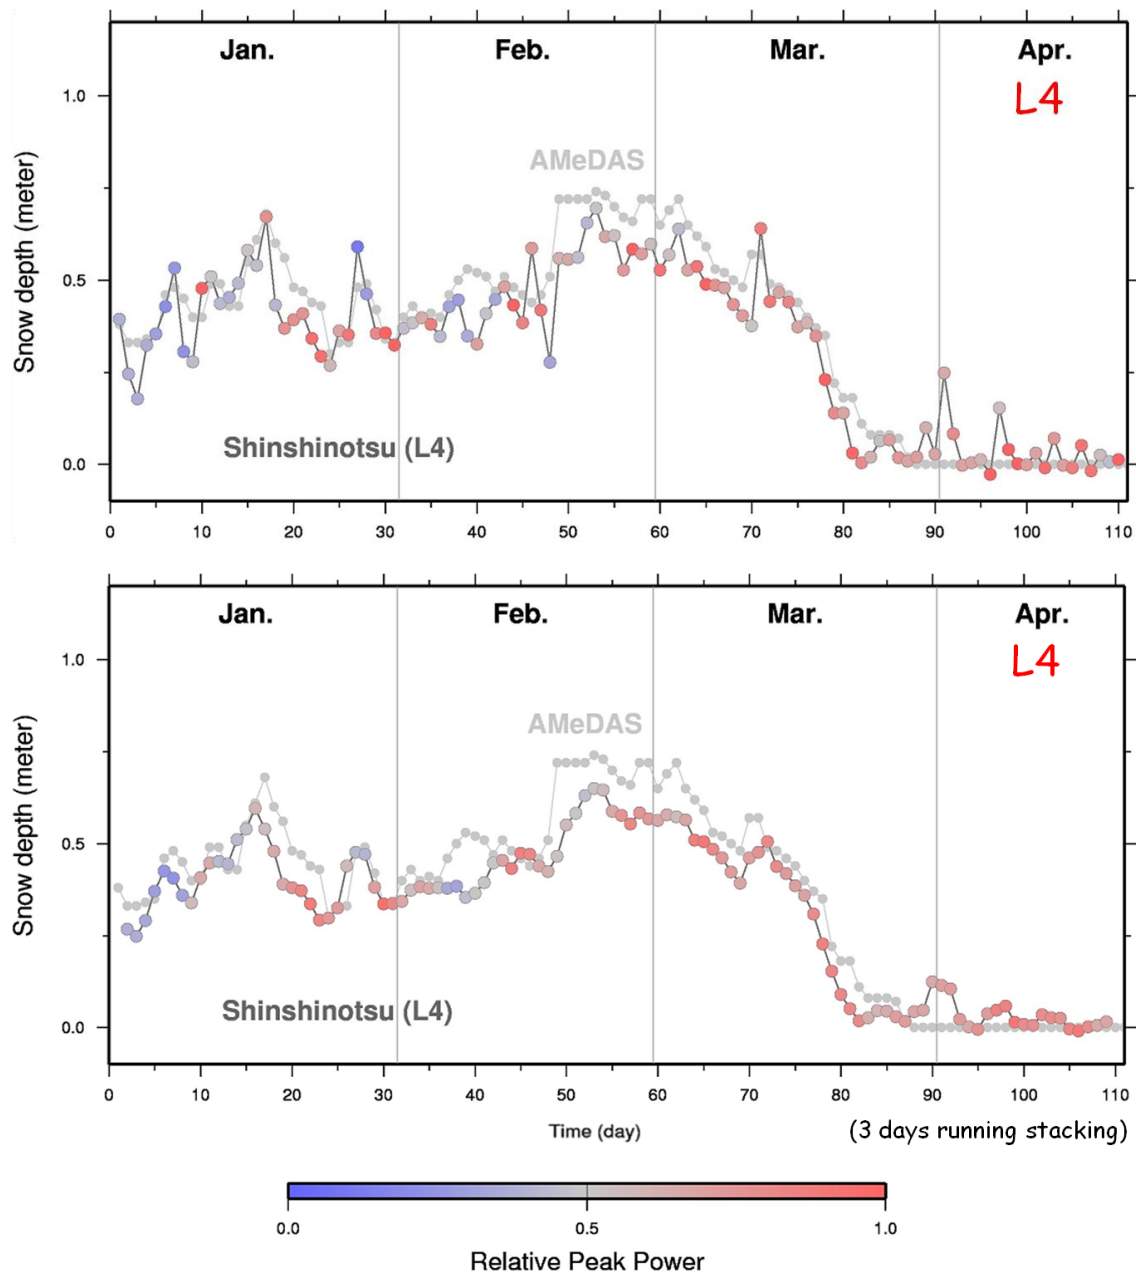 Jan.
Feb.
Mar.
Apr.
L4
1.0
AMeDAS
Snow depth (meter)
0.5
Shinshinotsu (L4)
0.0
0 10 20 30 40 50 60 70 80 90 100 110
Jan.
Feb.
Mar.
Apr.
L4
1.0
AMeDAS
Snow depth (meter)
0.5
Shinshinotsu (L4)
0.0
0 10 20 30 40 50 60 70 80 90 100 110
Time (day)
(3 days running stacking)
0.0 0.5 1.0
Relative Peak Power